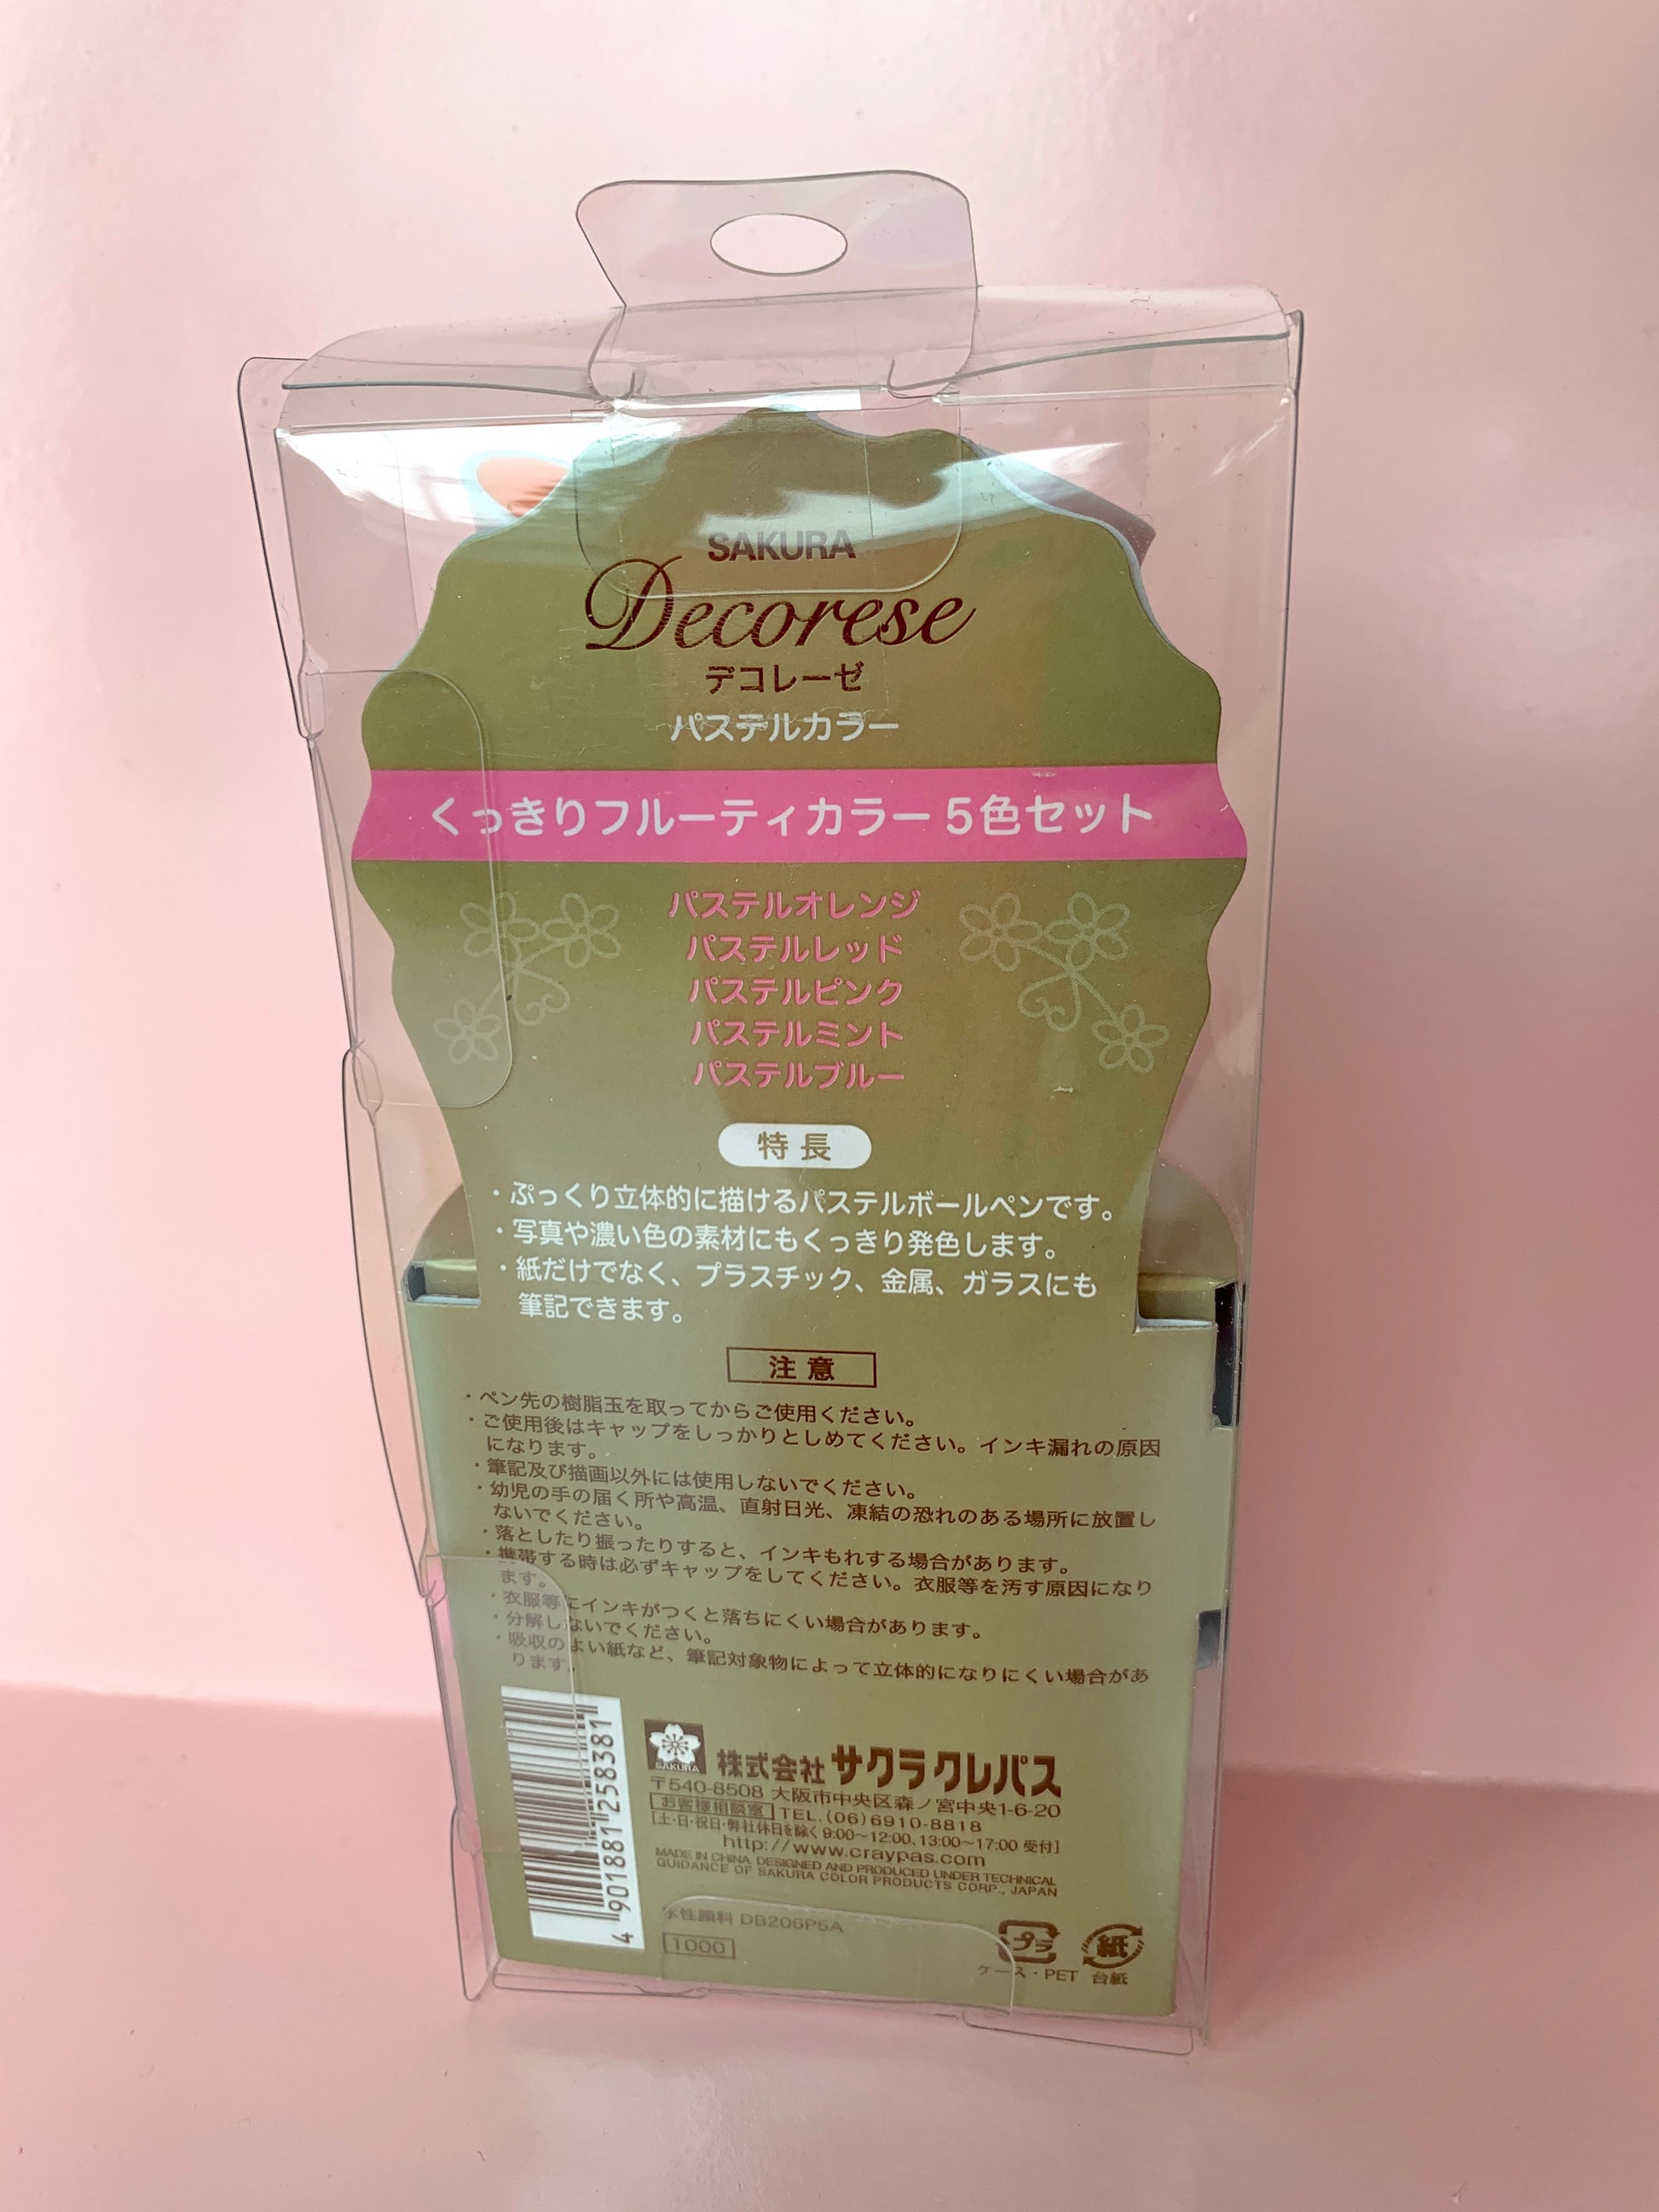 SAKURA
Decorese
デコレーゼ
パステルカラー
くっきりフルーティカラー5色セット
パステルオレンジ
パステルレッド
パステルピンク
パステルミント
パステルブルー
特長
・ぷっくり立体的に描けるパステルボールペンです。
・写真や濃い色の素材にもくっきり発色します。
・紙だけでなく、プラスチック、金属、ガラスにも
筆記できます。
注意
・ペン先の樹脂玉を取ってからご使用ください。
・ご使用後はキャップをしっかりとしめてください。インキ漏れの原因
になります。
・筆記及び描画以外には使用しないでください。
・幼児の手の届く所や高温、直射日光、凍結の恐れのある場所に放置し
ないでください。
・落としたり振ったりすると、インキもれする場合があります。
・携帯する時は必ずキャップをしてください。衣服等を汚す原因になり
ます。
・衣服等にインキがつくと落ちにくい場合があります。
・分解しないでください。
・吸収のよい紙など、筆記対象物によって立体的になりにくい場合があ
ります。
4 901881 258381
SAKURA
株式会社サクラクレパス
〒540-8508 大阪市中央区森ノ宮中央1-6-20
お客様相談室 TEL.(06)6910-8818
[土・日・祝日・弊社休日を除く 9:00～12:00、13:00～17:00 受付]
http://www.craypas.com
MADE IN CHINA, DESIGNED AND PRODUCED UNDER TECHNICAL
GUIDANCE OF SAKURA COLOR PRODUCTS CORP., JAPAN
水性顔料 DB206P5A
1000
プラ
ケース・PET
紙
台紙